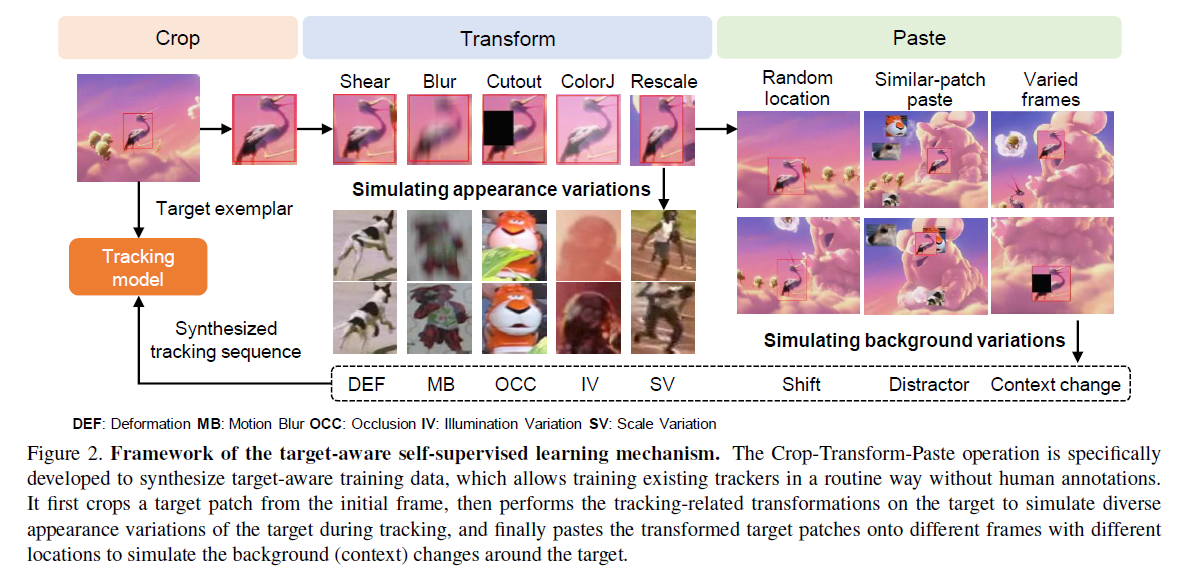 Crop
Transform
Paste
Shear
Blur
Cutout
ColorJ
Rescale
Random
location
Similar-patch
paste
Varied
frames
Simulating appearance variations
Target exemplar
Tracking
model
Synthesized
tracking sequence
Simulating background variations
DEF
MB
OCC
IV
SV
Shift
Distractor
Context change
DEF: Deformation MB: Motion Blur OCC: Occlusion IV: Illumination Variation SV: Scale Variation
Figure 2. Framework of the target-aware self-supervised learning mechanism. The Crop-Transform-Paste operation is specifically
developed to synthesize target-aware training data, which allows training existing trackers in a routine way without human annotations.
It first crops a target patch from the initial frame, then performs the tracking-related transformations on the target to simulate diverse
appearance variations of the target during tracking, and finally pastes the transformed target patches onto different frames with different
locations to simulate the background (context) changes around the target.